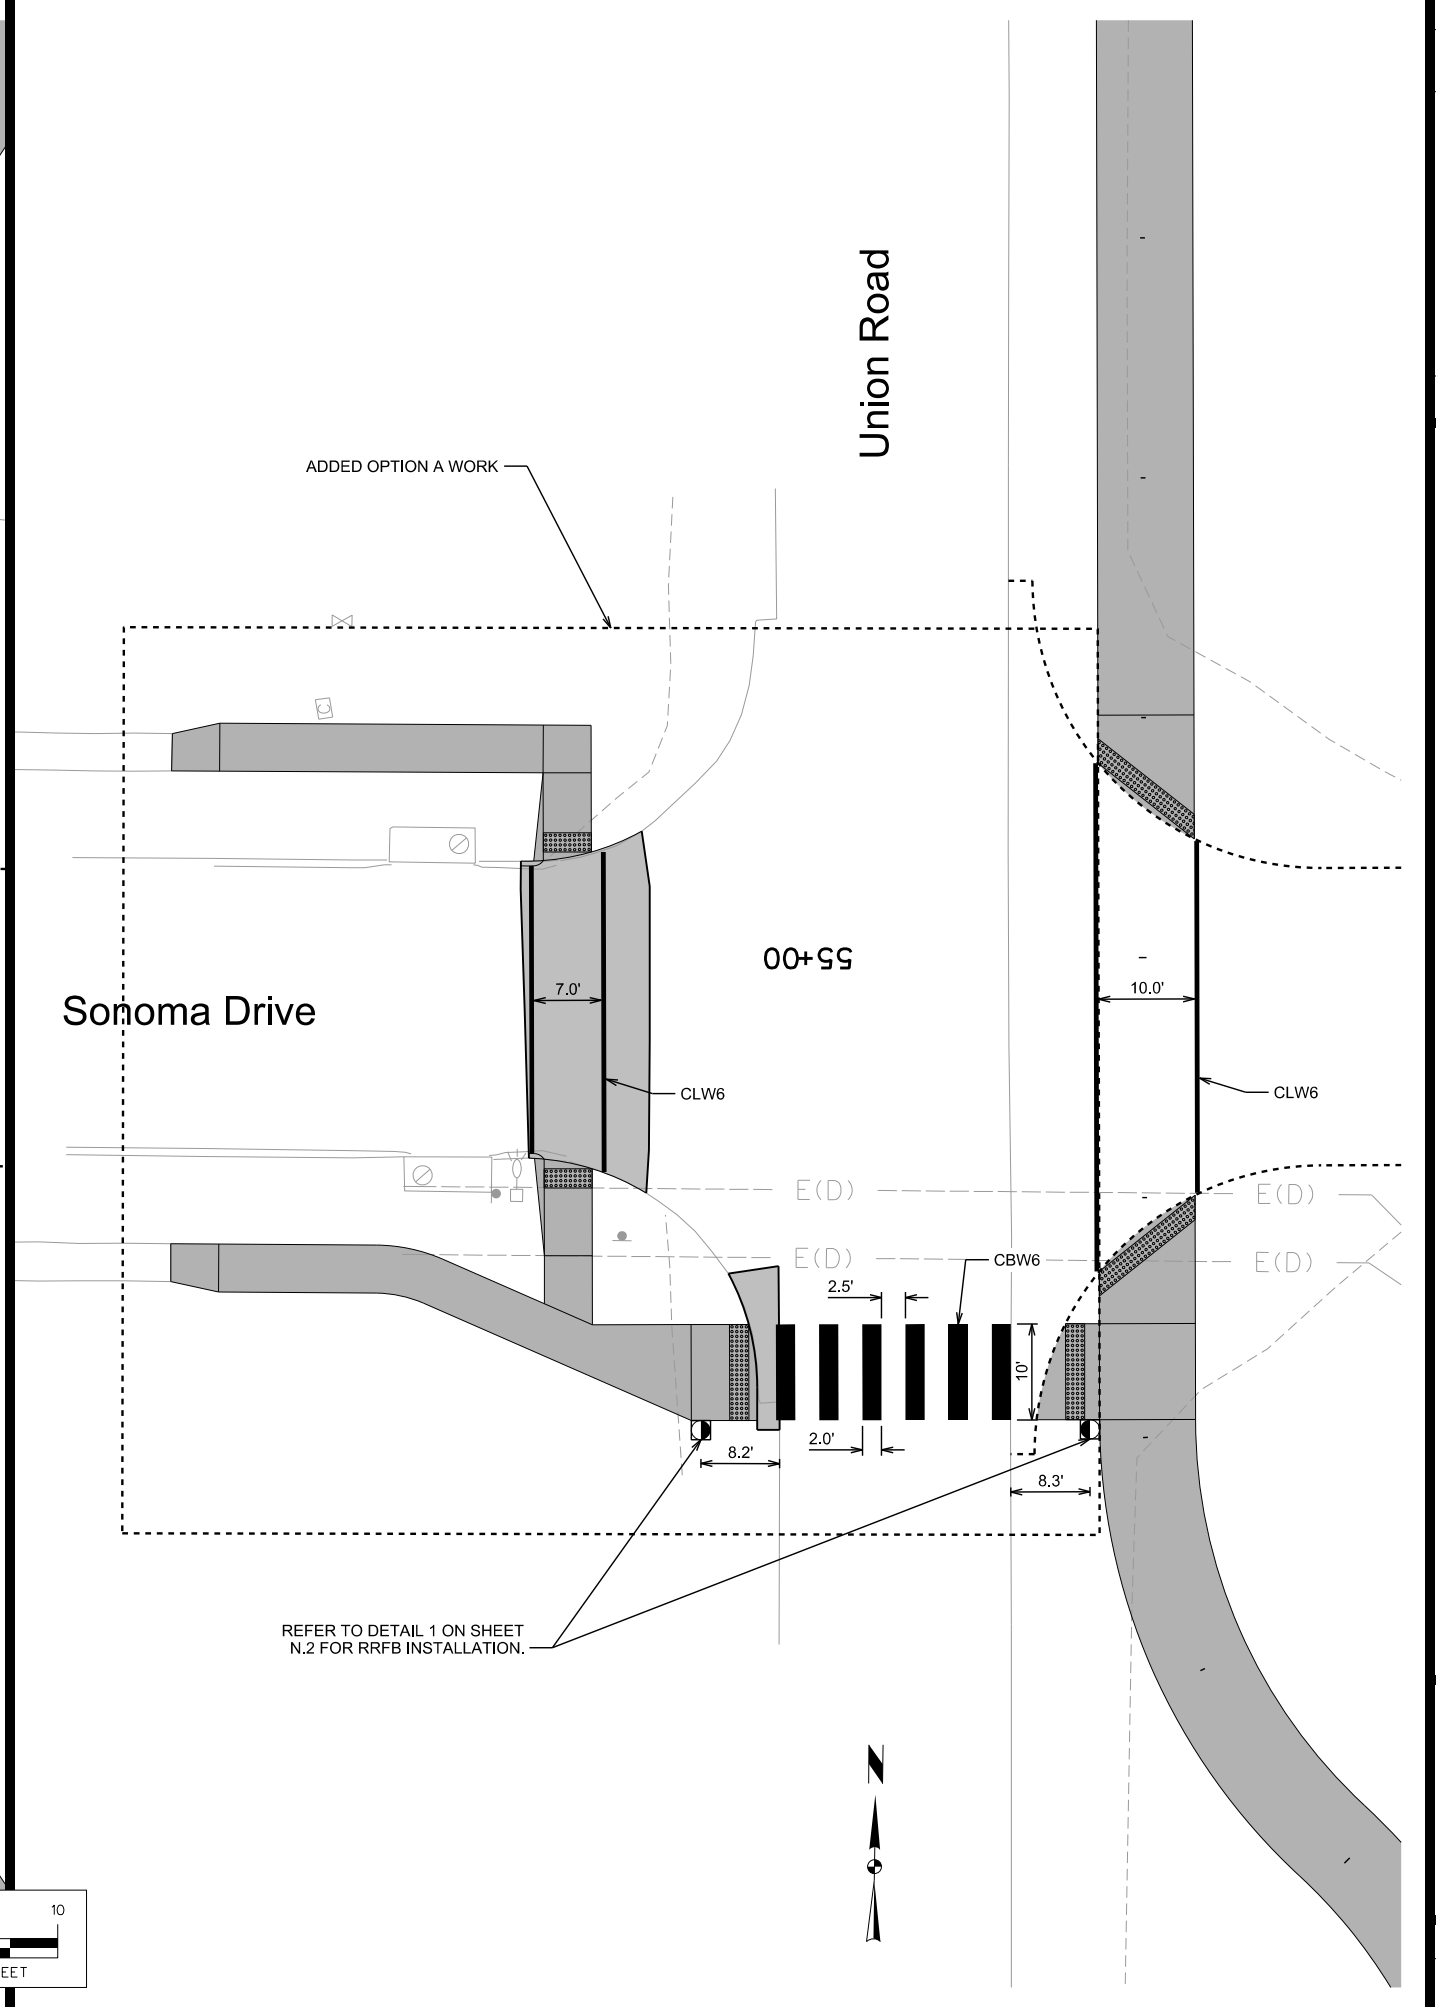 Union Road
ADDED OPTION A WORK
55+00
Sonoma Drive
7.0'
10.0'
CLW6
CLW6
E(D)
E(D)
E(D)
E(D)
CBW6
2.5'
10'
2.0'
8.2'
8.3'
REFER TO DETAIL 1 ON SHEET
N.2 FOR RRFB INSTALLATION.
N
10
EET